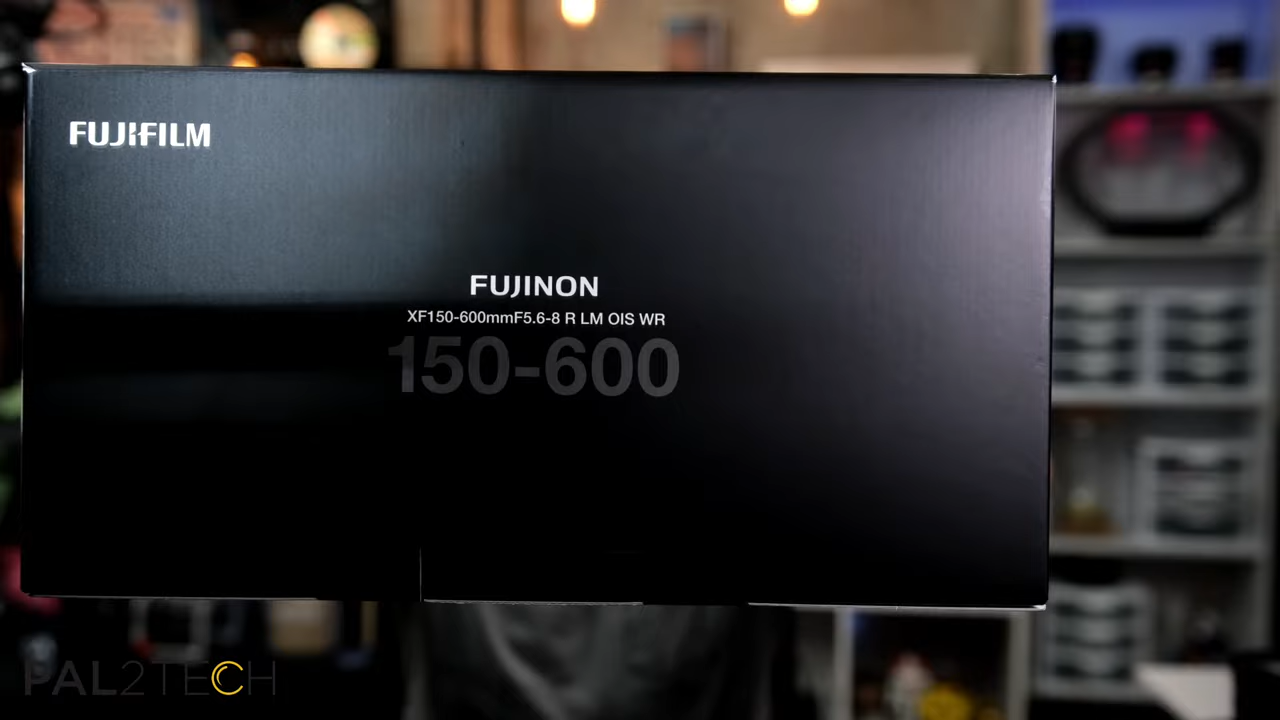 FUJIFILM
FUJINON
XF150-600mmF5.6-8 R LM OIS WR
150-600
PAL2TECH